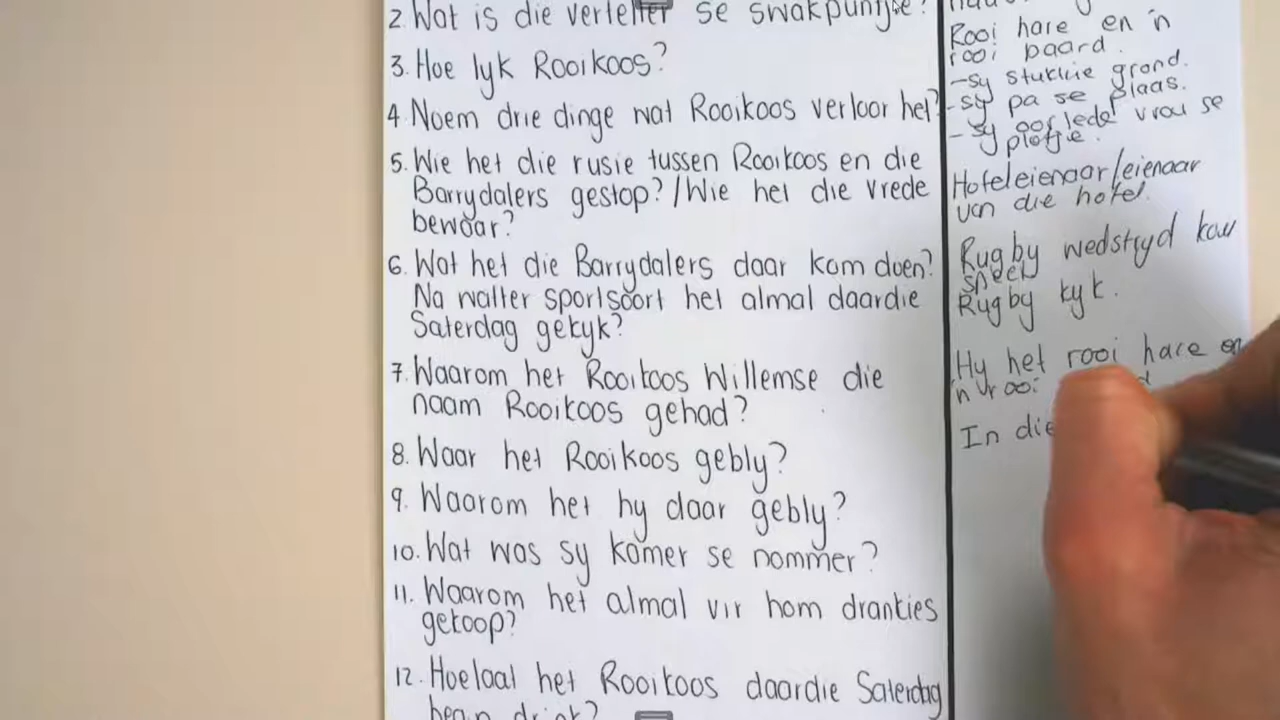 2. Wat is die verteller se swakpuntjie?
3. Hoe lyk Rooikoos?
4. Noem drie dinge wat Rooikoos verloor het?
5. Wie het die rusie tussen Rooikoos en die
Barrydalers gestop? / Wie het die vrede
bewaar?
6. Wat het die Barrydalers daar kom doen?
Na watter sportsoort het almal daardie
Saterdag gekyk?
7. Waarom het Rooikoos Willemse die
naam Rooikoos gehad?
8. Waar het Rooikoos gebly?
9. Waarom het hy daar gebly?
10. Wat was sy kamer se nommer?
11. Waarom het almal vir hom drankies
gekoop?
12. Hoelaat het Rooikoos daardie Saterdag
begin drink?
Rooi hare en 'n
rooi baard.
-sy stukkie grond.
-sy pa se plaas.
-sy oorlede vrou se
plotjie.
Hoteleienaar/eienaar
van die hotel.
Rugby wedstryd kom
speel
Rugby kyk.
Hy het rooi hare en
'n rooi
In die